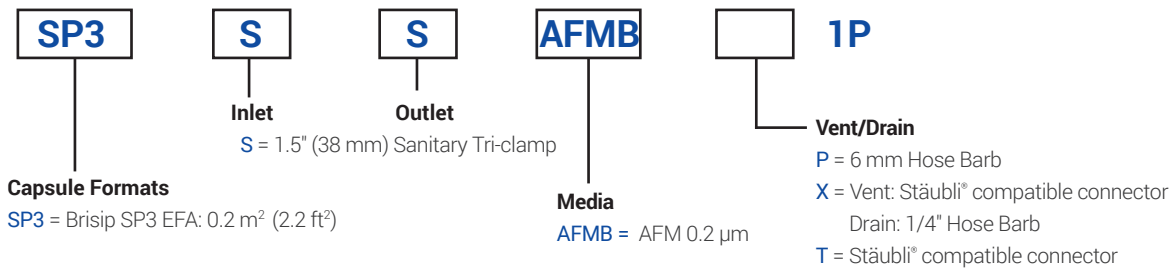 SP3 S S AFMB 1P
Inlet Outlet
S = 1.5" (38 mm) Sanitary Tri-clamp
Capsule Formats
SP3 = Brisip SP3 EFA: 0.2 m² (2.2 ft²)
Media
AFMB = AFM 0.2 µm
Vent/Drain
P = 6 mm Hose Barb
X = Vent: Stäubli® compatible connector
Drain: 1/4" Hose Barb
T = Stäubli® compatible connector